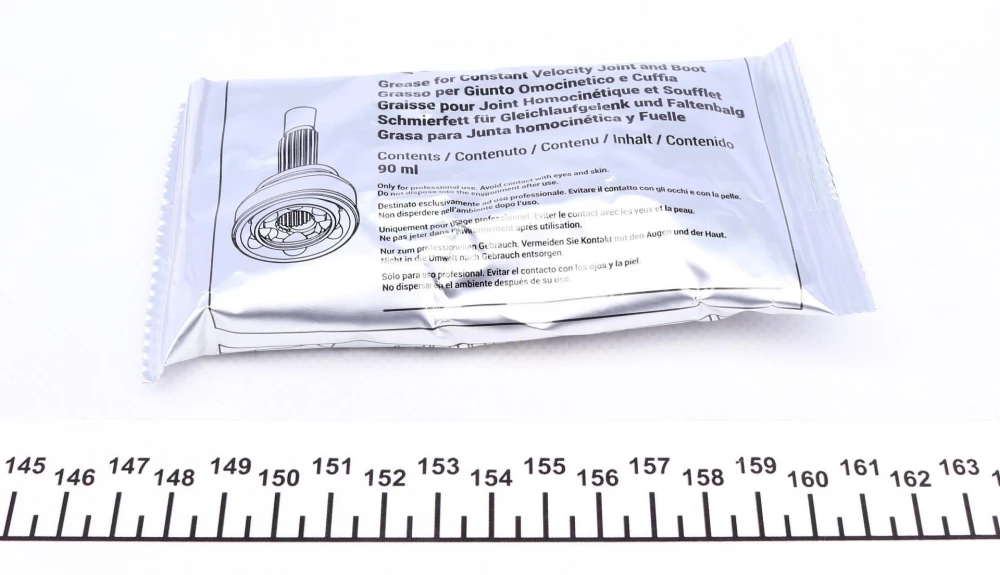 Grease for Constant Velocity Joint and Boot
Grasso per Giunto Omocinetico e Cuffia
Graisse pour Joint Homocinétique et Soufflet
Schmierfett für Gleichlaufgelenk und Faltenbalg
Grasa para Junta homocinética y Fuelle
Contents / Contenuto / Contenu / Inhalt / Contenido
90 ml
Only for professional use. Avoid contact with eyes and skin.
Do not dispose into the environment after use.
Destinato esclusivamente ad uso professionale. Evitare il contatto con gli occhi e con la pelle.
Non disperdere nell'ambiente dopo l'uso.
Uniquement pour usage professionnel. Eviter le contact avec les yeux et la peau.
Ne pas jeter dans l'environnement après utilisation.
Nur zum professionellen Gebrauch. Vermeiden Sie Kontakt mit den Augen und der Haut.
Nicht in die Umwelt nach Gebrauch entsorgen.
Solo para uso profesional. Evitar el contacto con los ojos y la piel.
No dispersar en el ambiente después de su uso.
145 146 147 148 149 150 151 152 153 154 155 156 157 158 159 160 161 162 163